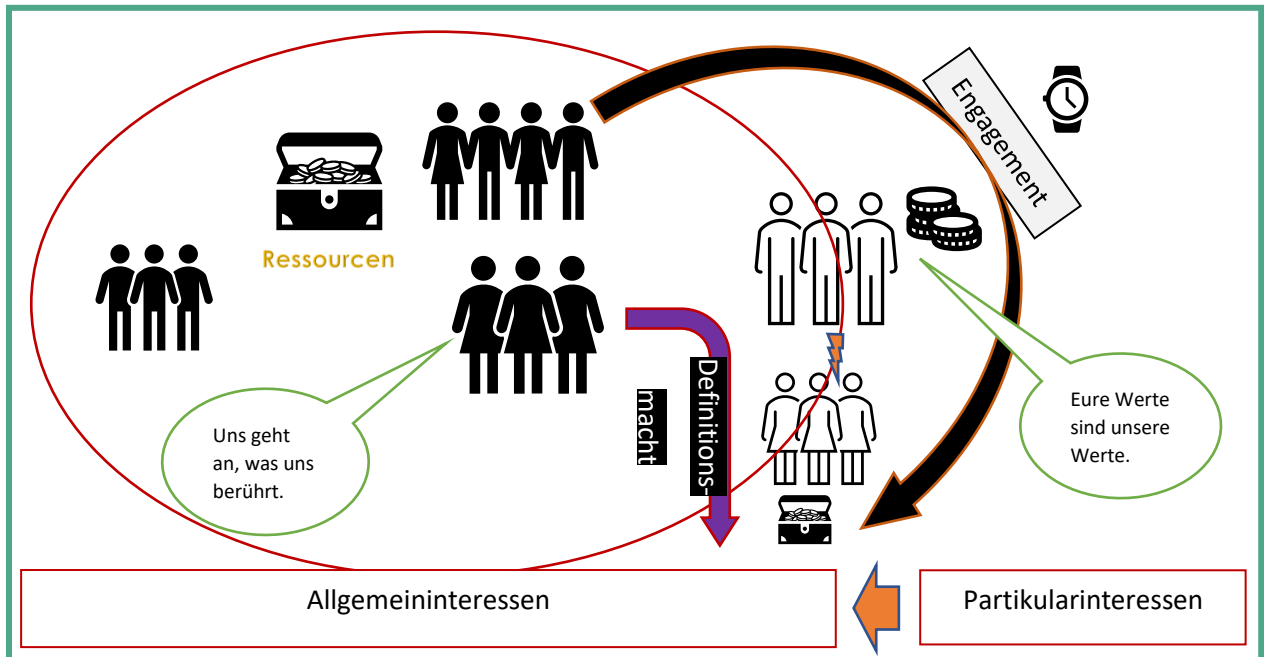 Engagement
Ressourcen
Definitions-
macht
Uns geht
an, was uns
berührt.
Eure Werte
sind unsere
Werte.
Allgemeininteressen
Partikularinteressen